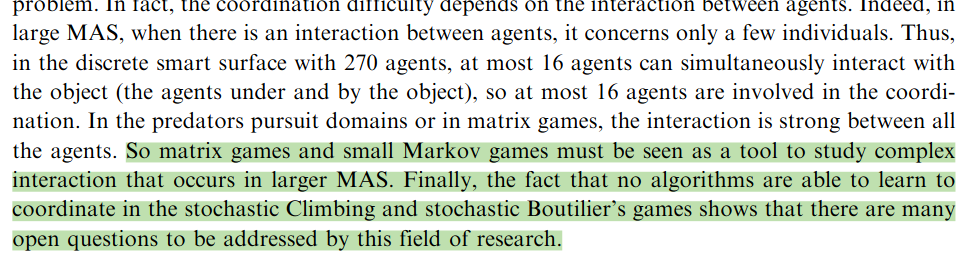 problem. In fact, the coordination difficulty depends on the interaction between agents. Indeed, in
large MAS, when there is an interaction between agents, it concerns only a few individuals. Thus,
in the discrete smart surface with 270 agents, at most 16 agents can simultaneously interact with
the object (the agents under and by the object), so at most 16 agents are involved in the coordi-
nation. In the predators pursuit domains or in matrix games, the interaction is strong between all
the agents. So matrix games and small Markov games must be seen as a tool to study complex
interaction that occurs in larger MAS. Finally, the fact that no algorithms are able to learn to
coordinate in the stochastic Climbing and stochastic Boutilier's games shows that there are many
open questions to be addressed by this field of research.